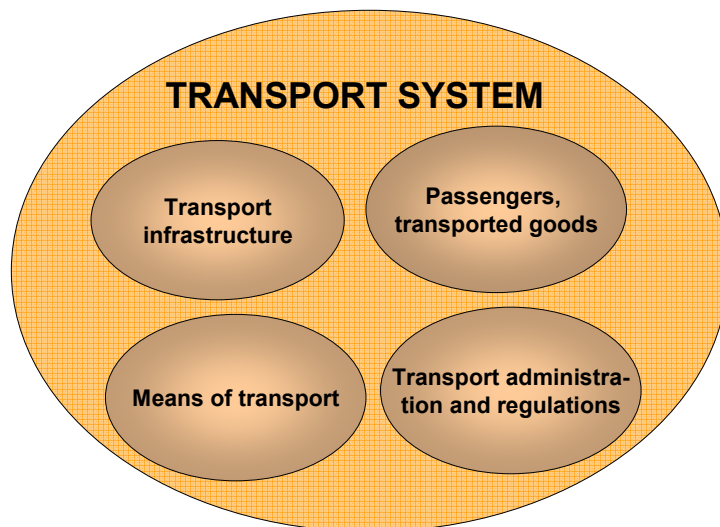 TRANSPORT SYSTEM
Transport
infrastructure
Passengers,
transported goods
Means of transport
Transport administra-
tion and regulations